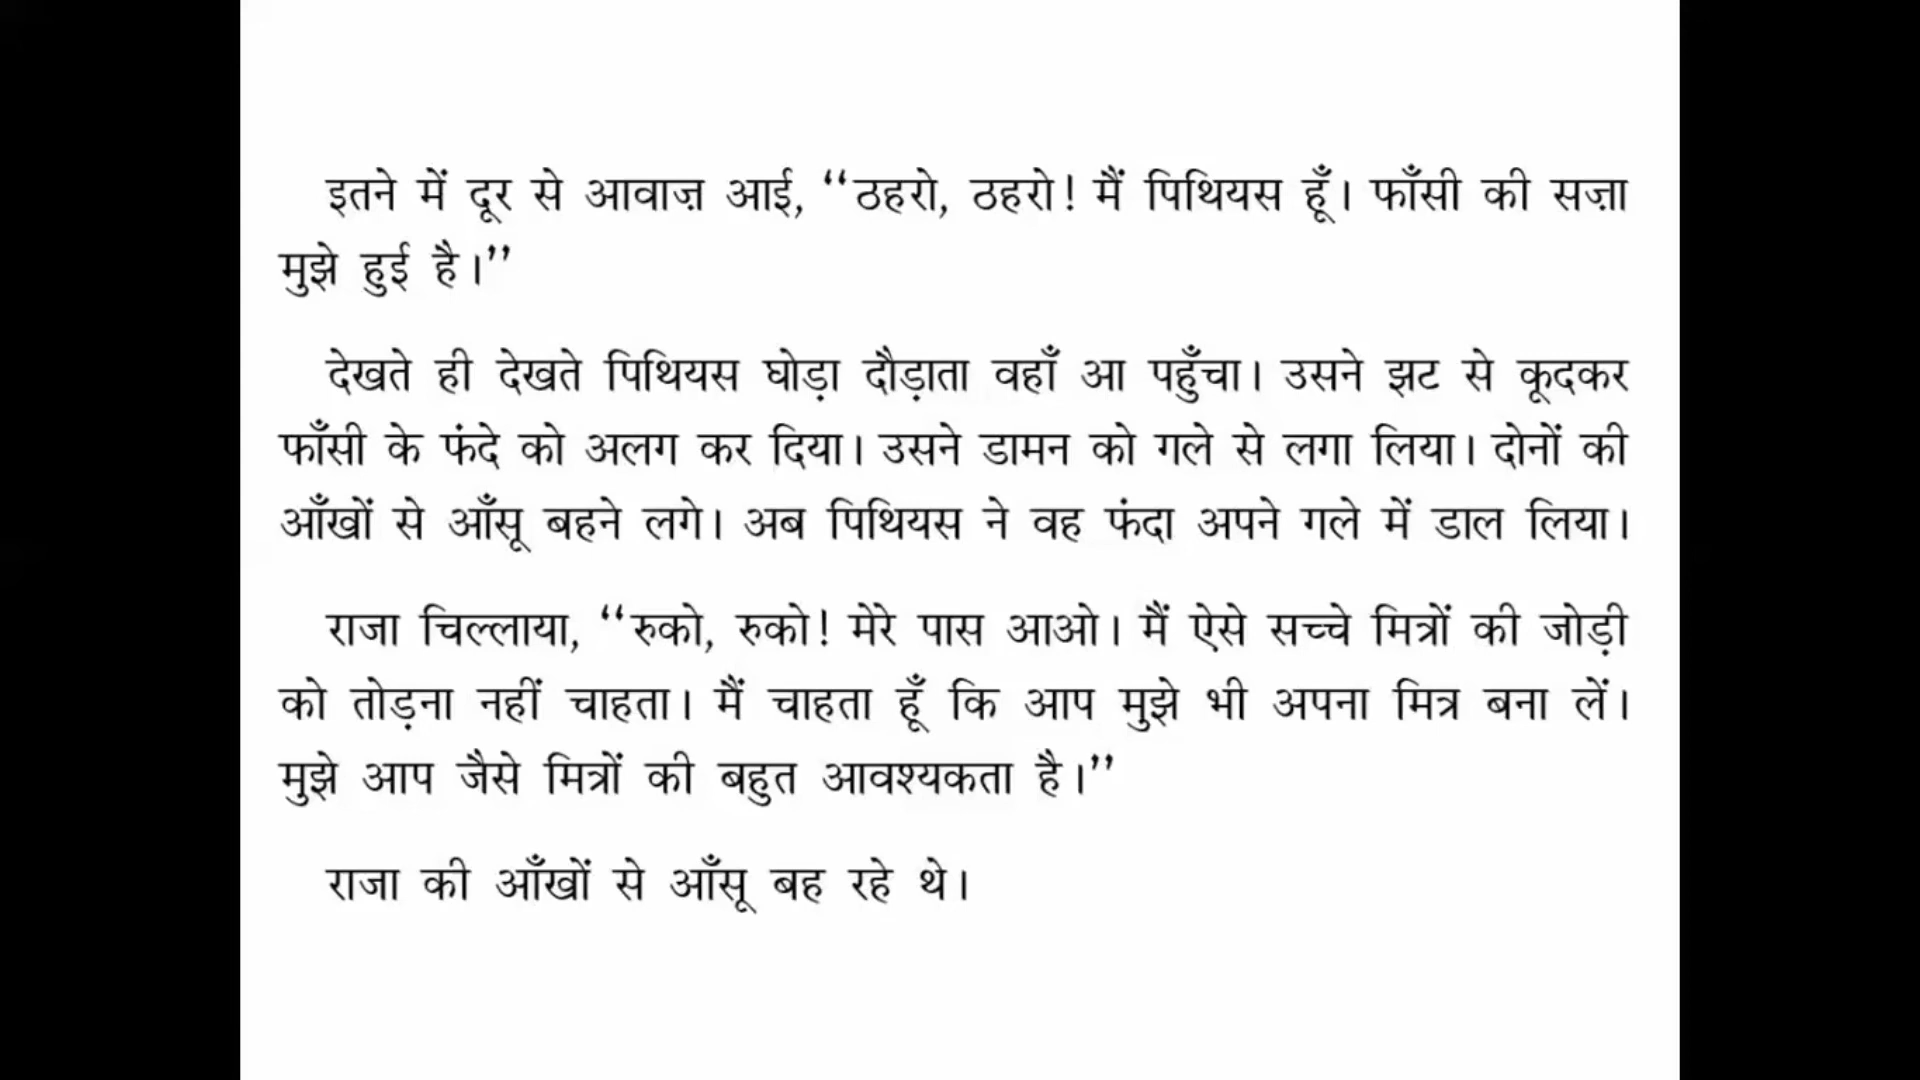 इतने में दूर से आवाज़ आई, ‘‘ठहरो, ठहरो! मैं पिथियस हूँ। फाँसी की सज़ा
मुझे हुई है।’’
देखते ही देखते पिथियस घोड़ा दौड़ाता वहाँ आ पहुँचा। उसने झट से कूदकर
फाँसी के फंदे को अलग कर दिया। उसने डामन को गले से लगा लिया। दोनों की
आँखों से आँसू बहने लगे। अब पिथियस ने वह फंदा अपने गले में डाल लिया।
राजा चिल्लाया, ‘‘रुको, रुको! मेरे पास आओ। मैं ऐसे सच्चे मित्रों की जोड़ी
को तोड़ना नहीं चाहता। मैं चाहता हूँ कि आप मुझे भी अपना मित्र बना लें।
मुझे आप जैसे मित्रों की बहुत आवश्यकता है।’’
राजा की आँखों से आँसू बह रहे थे।